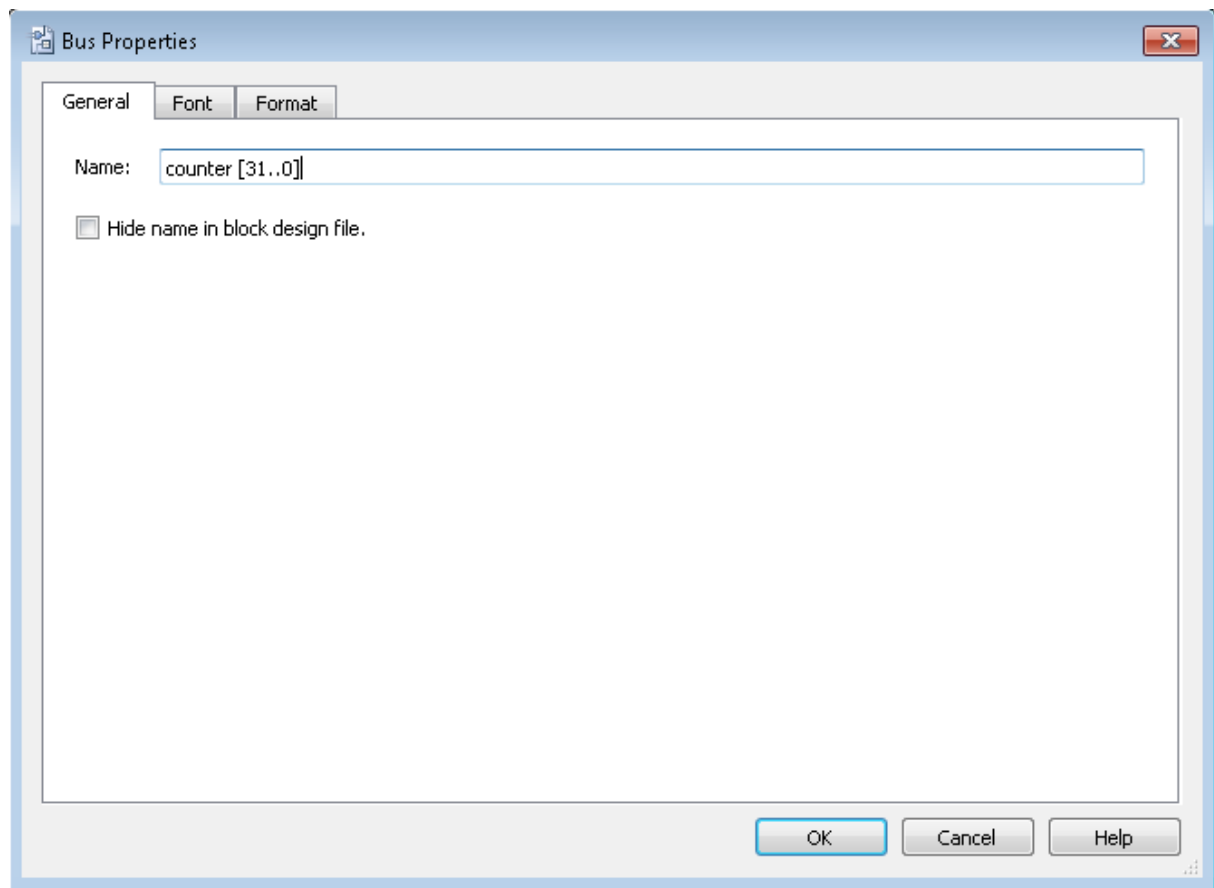 Bus Properties
General Font Format
Name: counter [31..0]
Hide name in block design file.
OK Cancel Help